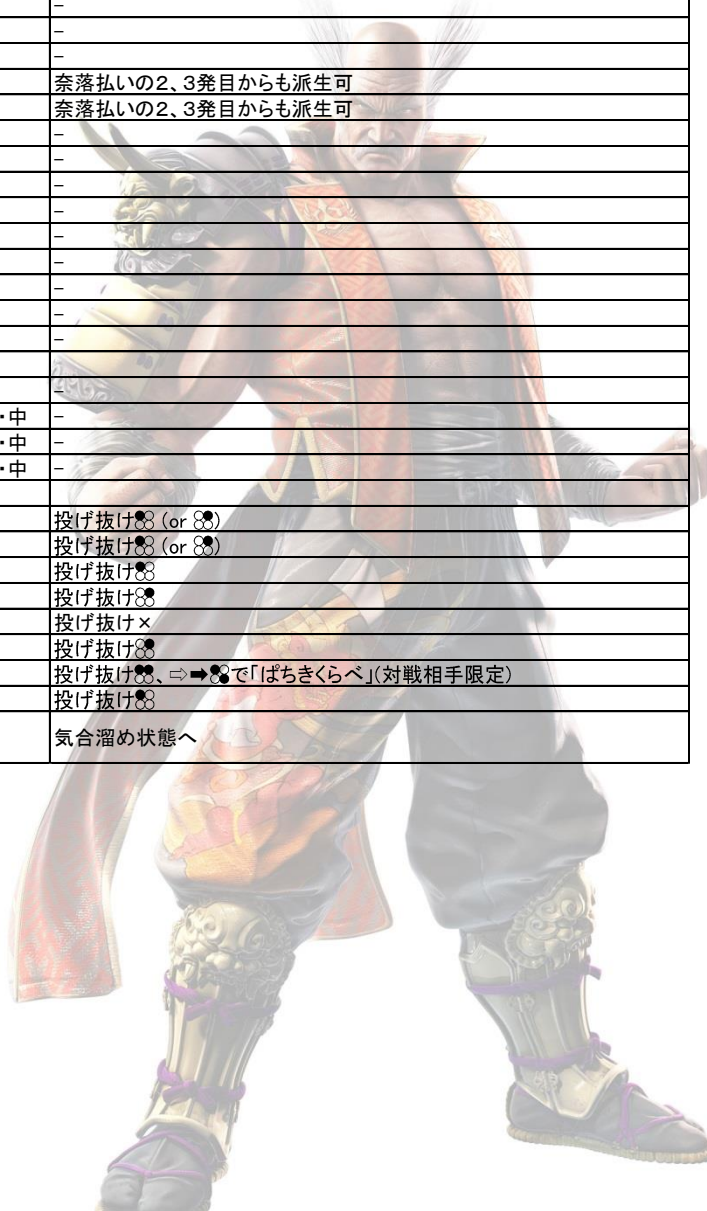 -
-
-
奈落払いの２、３発目からも派生可
奈落払いの２、３発目からも派生可
-
-
-
-
-
-
-
-
-
-
・中 -
・中 -
・中 -
投げ抜け (or )
投げ抜け (or )
投げ抜け
投げ抜け
投げ抜け×
投げ抜け
投げ抜け、⇨➡で「ぱちきくらべ」(対戦相手限定)
投げ抜け
気合溜め状態へ